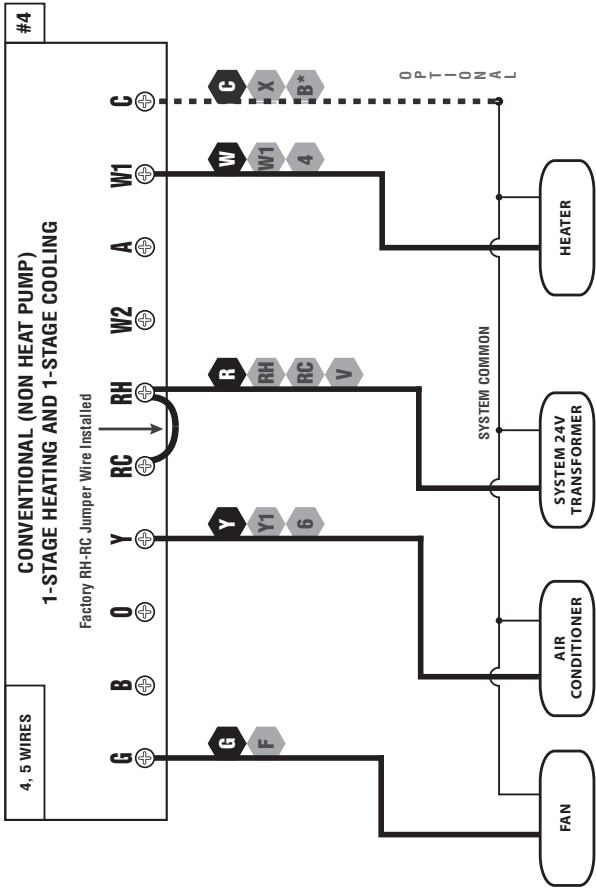 #4
4, 5 WIRES
CONVENTIONAL (NON HEAT PUMP)
1-STAGE HEATING AND 1-STAGE COOLING
Factory RH-RC Jumper Wire Installed
G B O Y RC RH W2 A W1 C
G
F
Y
Y1
6
R
RH
RC
V
W
W1
4
C
X
B*
OPTIONAL
SYSTEM COMMON
FAN
AIR
CONDITIONER
SYSTEM 24V
TRANSFORMER
HEATER